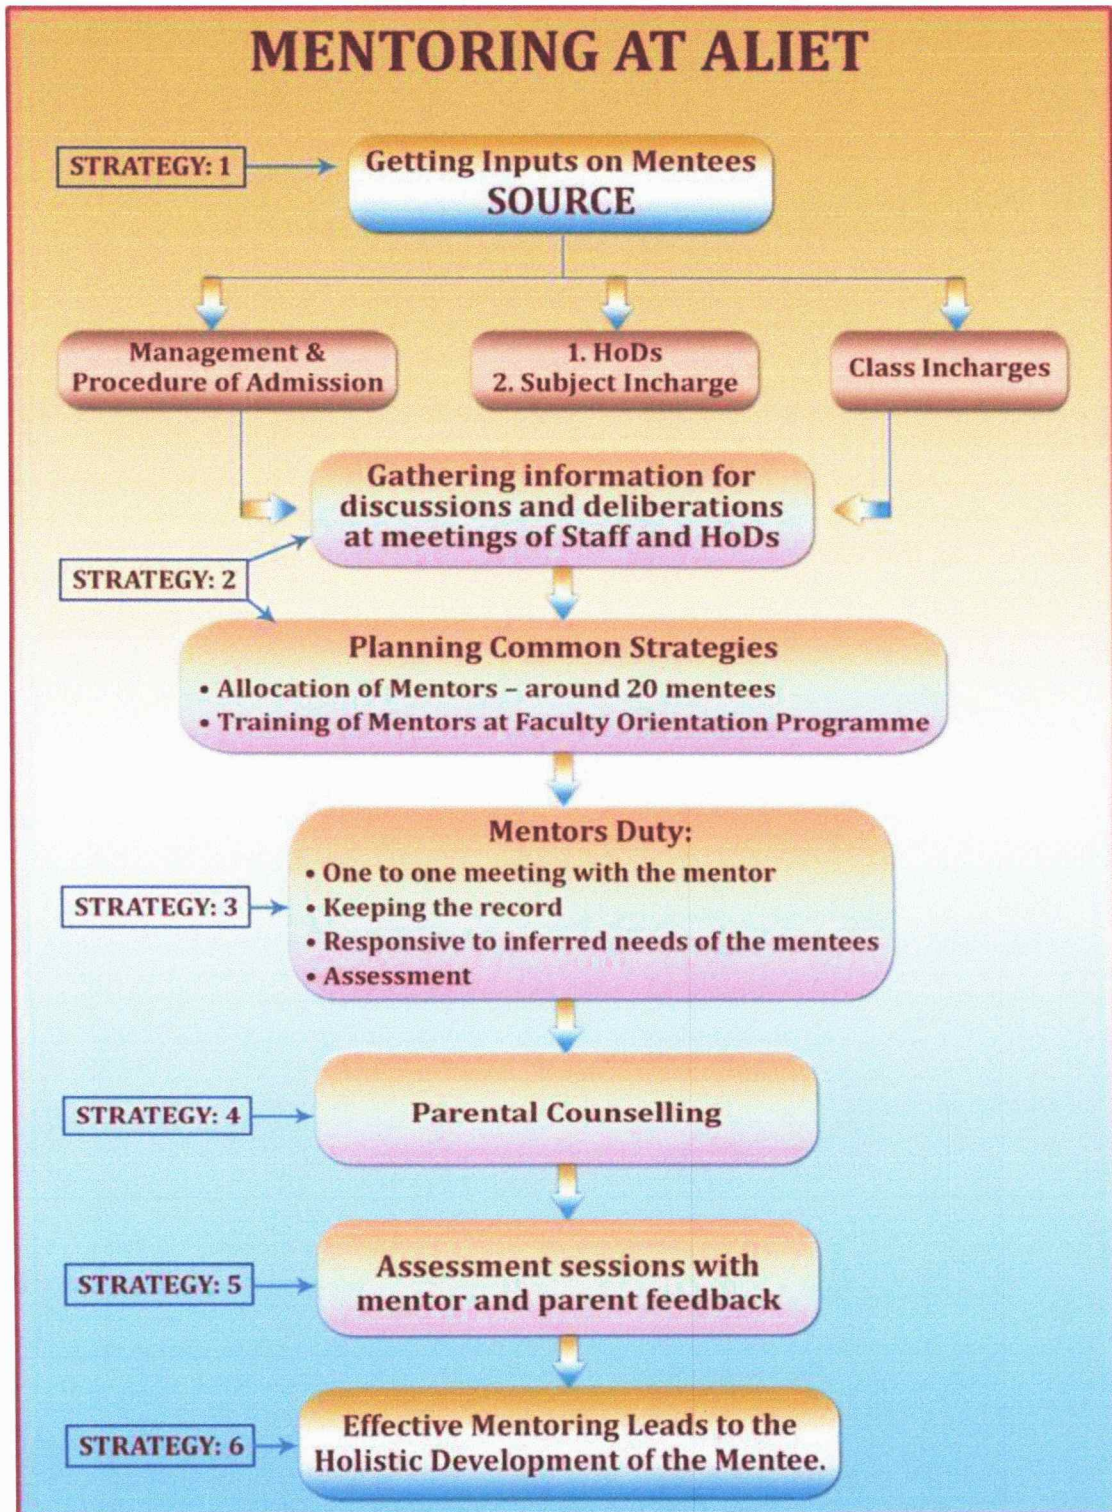 MENTORING AT ALIET
STRATEGY: 1
Getting Inputs on Mentees
SOURCE
Management &
Procedure of Admission
1. HoDs
2. Subject Incharge
Class Incharges
Gathering information for
discussions and deliberations
at meetings of Staff and HoDs
STRATEGY: 2
Planning Common Strategies
• Allocation of Mentors – around 20 mentees
• Training of Mentors at Faculty Orientation Programme
Mentors Duty:
• One to one meeting with the mentor
• Keeping the record
• Responsive to inferred needs of the mentees
• Assessment
STRATEGY: 3
STRATEGY: 4
Parental Counselling
STRATEGY: 5
Assessment sessions with
mentor and parent feedback
STRATEGY: 6
Effective Mentoring Leads to the
Holistic Development of the Mentee.